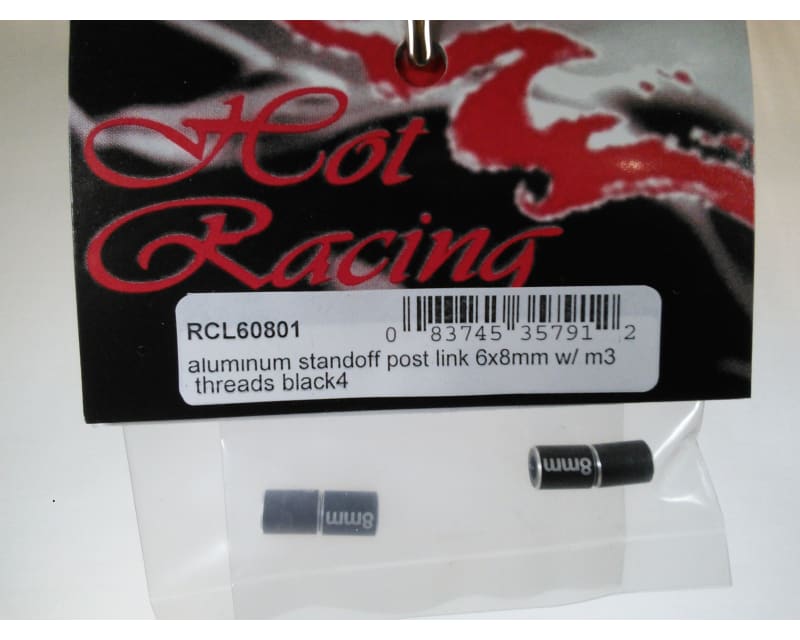 Hot
Racing
RCL60801
0 83745 35791 2
aluminum standoff post link 6x8mm w/ m3
threads black4
8mm
8mm